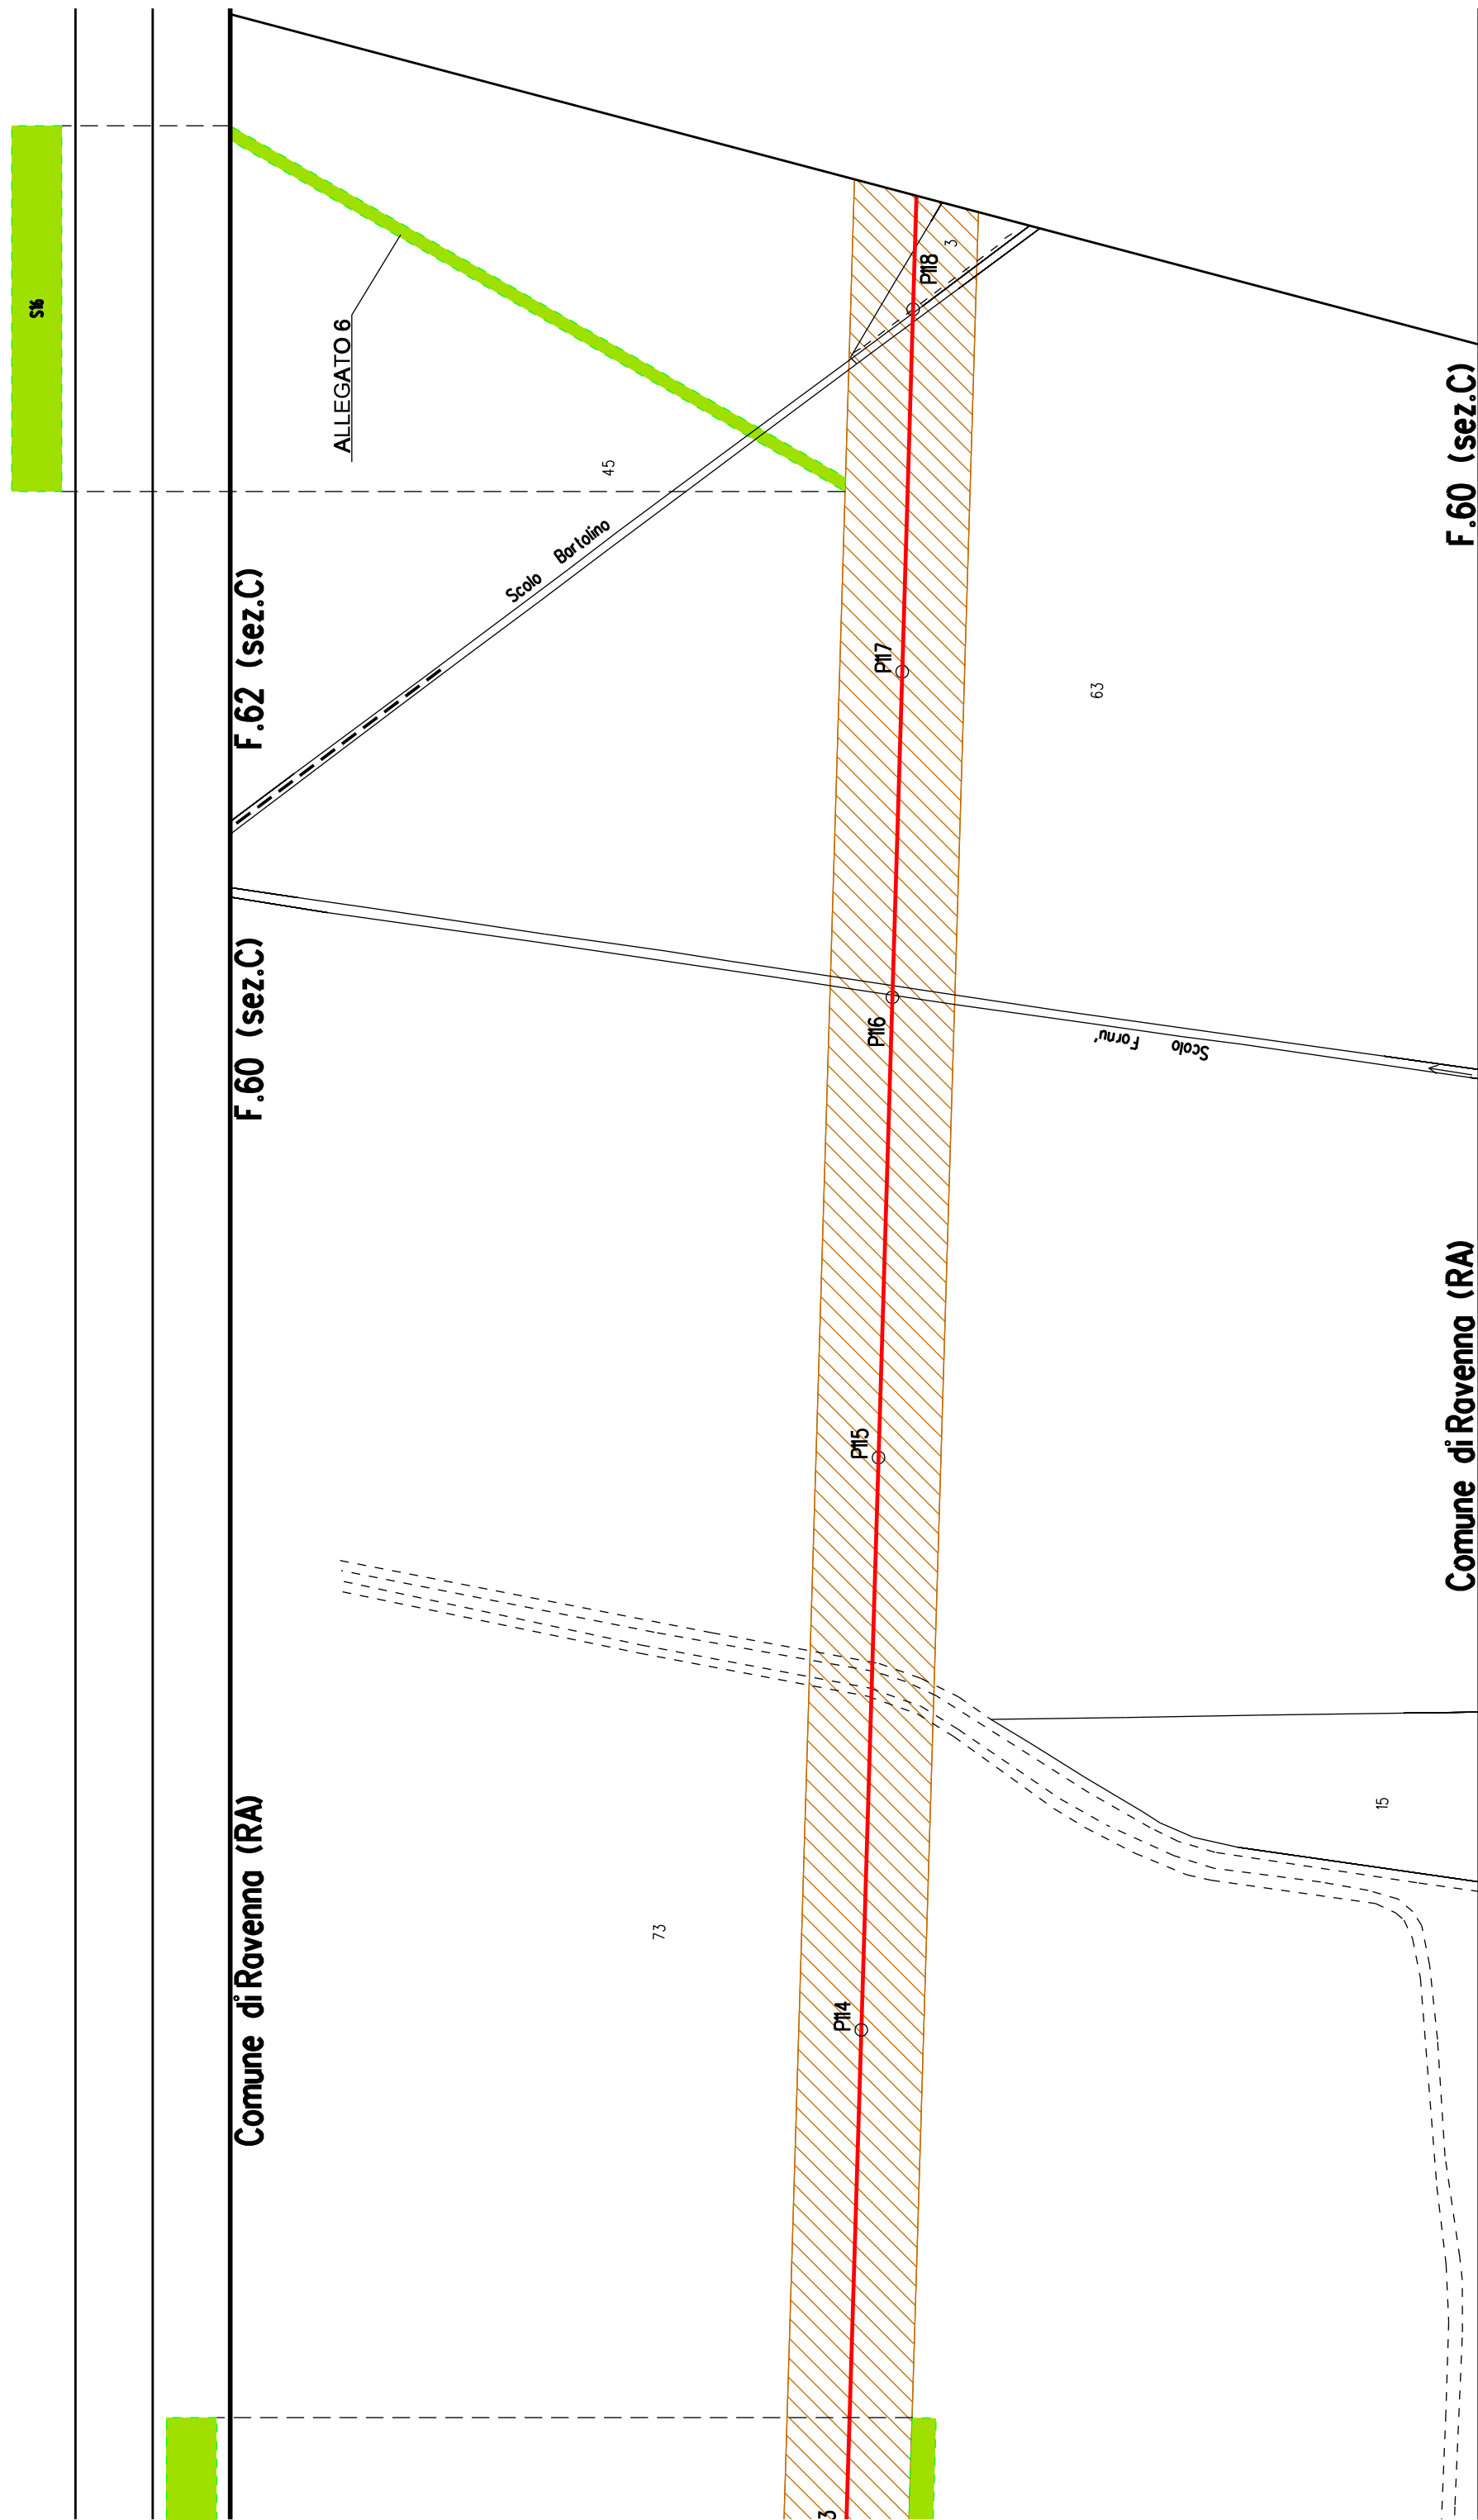 S16
ALLEGATO 6
F.62 (sez.C)
F.60 (sez.C)
Comune di Ravenna (RA)
Scolo Bartolino
45
3
P118
P117
63
P116
Scolo Fornu'
P115
73
P114
3
15
F.60 (sez.C)
Comune di Ravenna (RA)